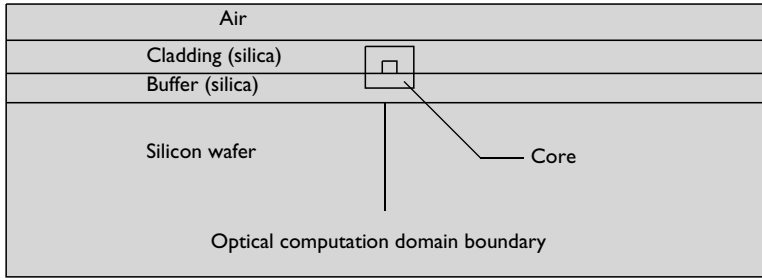 Air
Cladding (silica)
Buffer (silica)
Silicon wafer
Core
Optical computation domain boundary